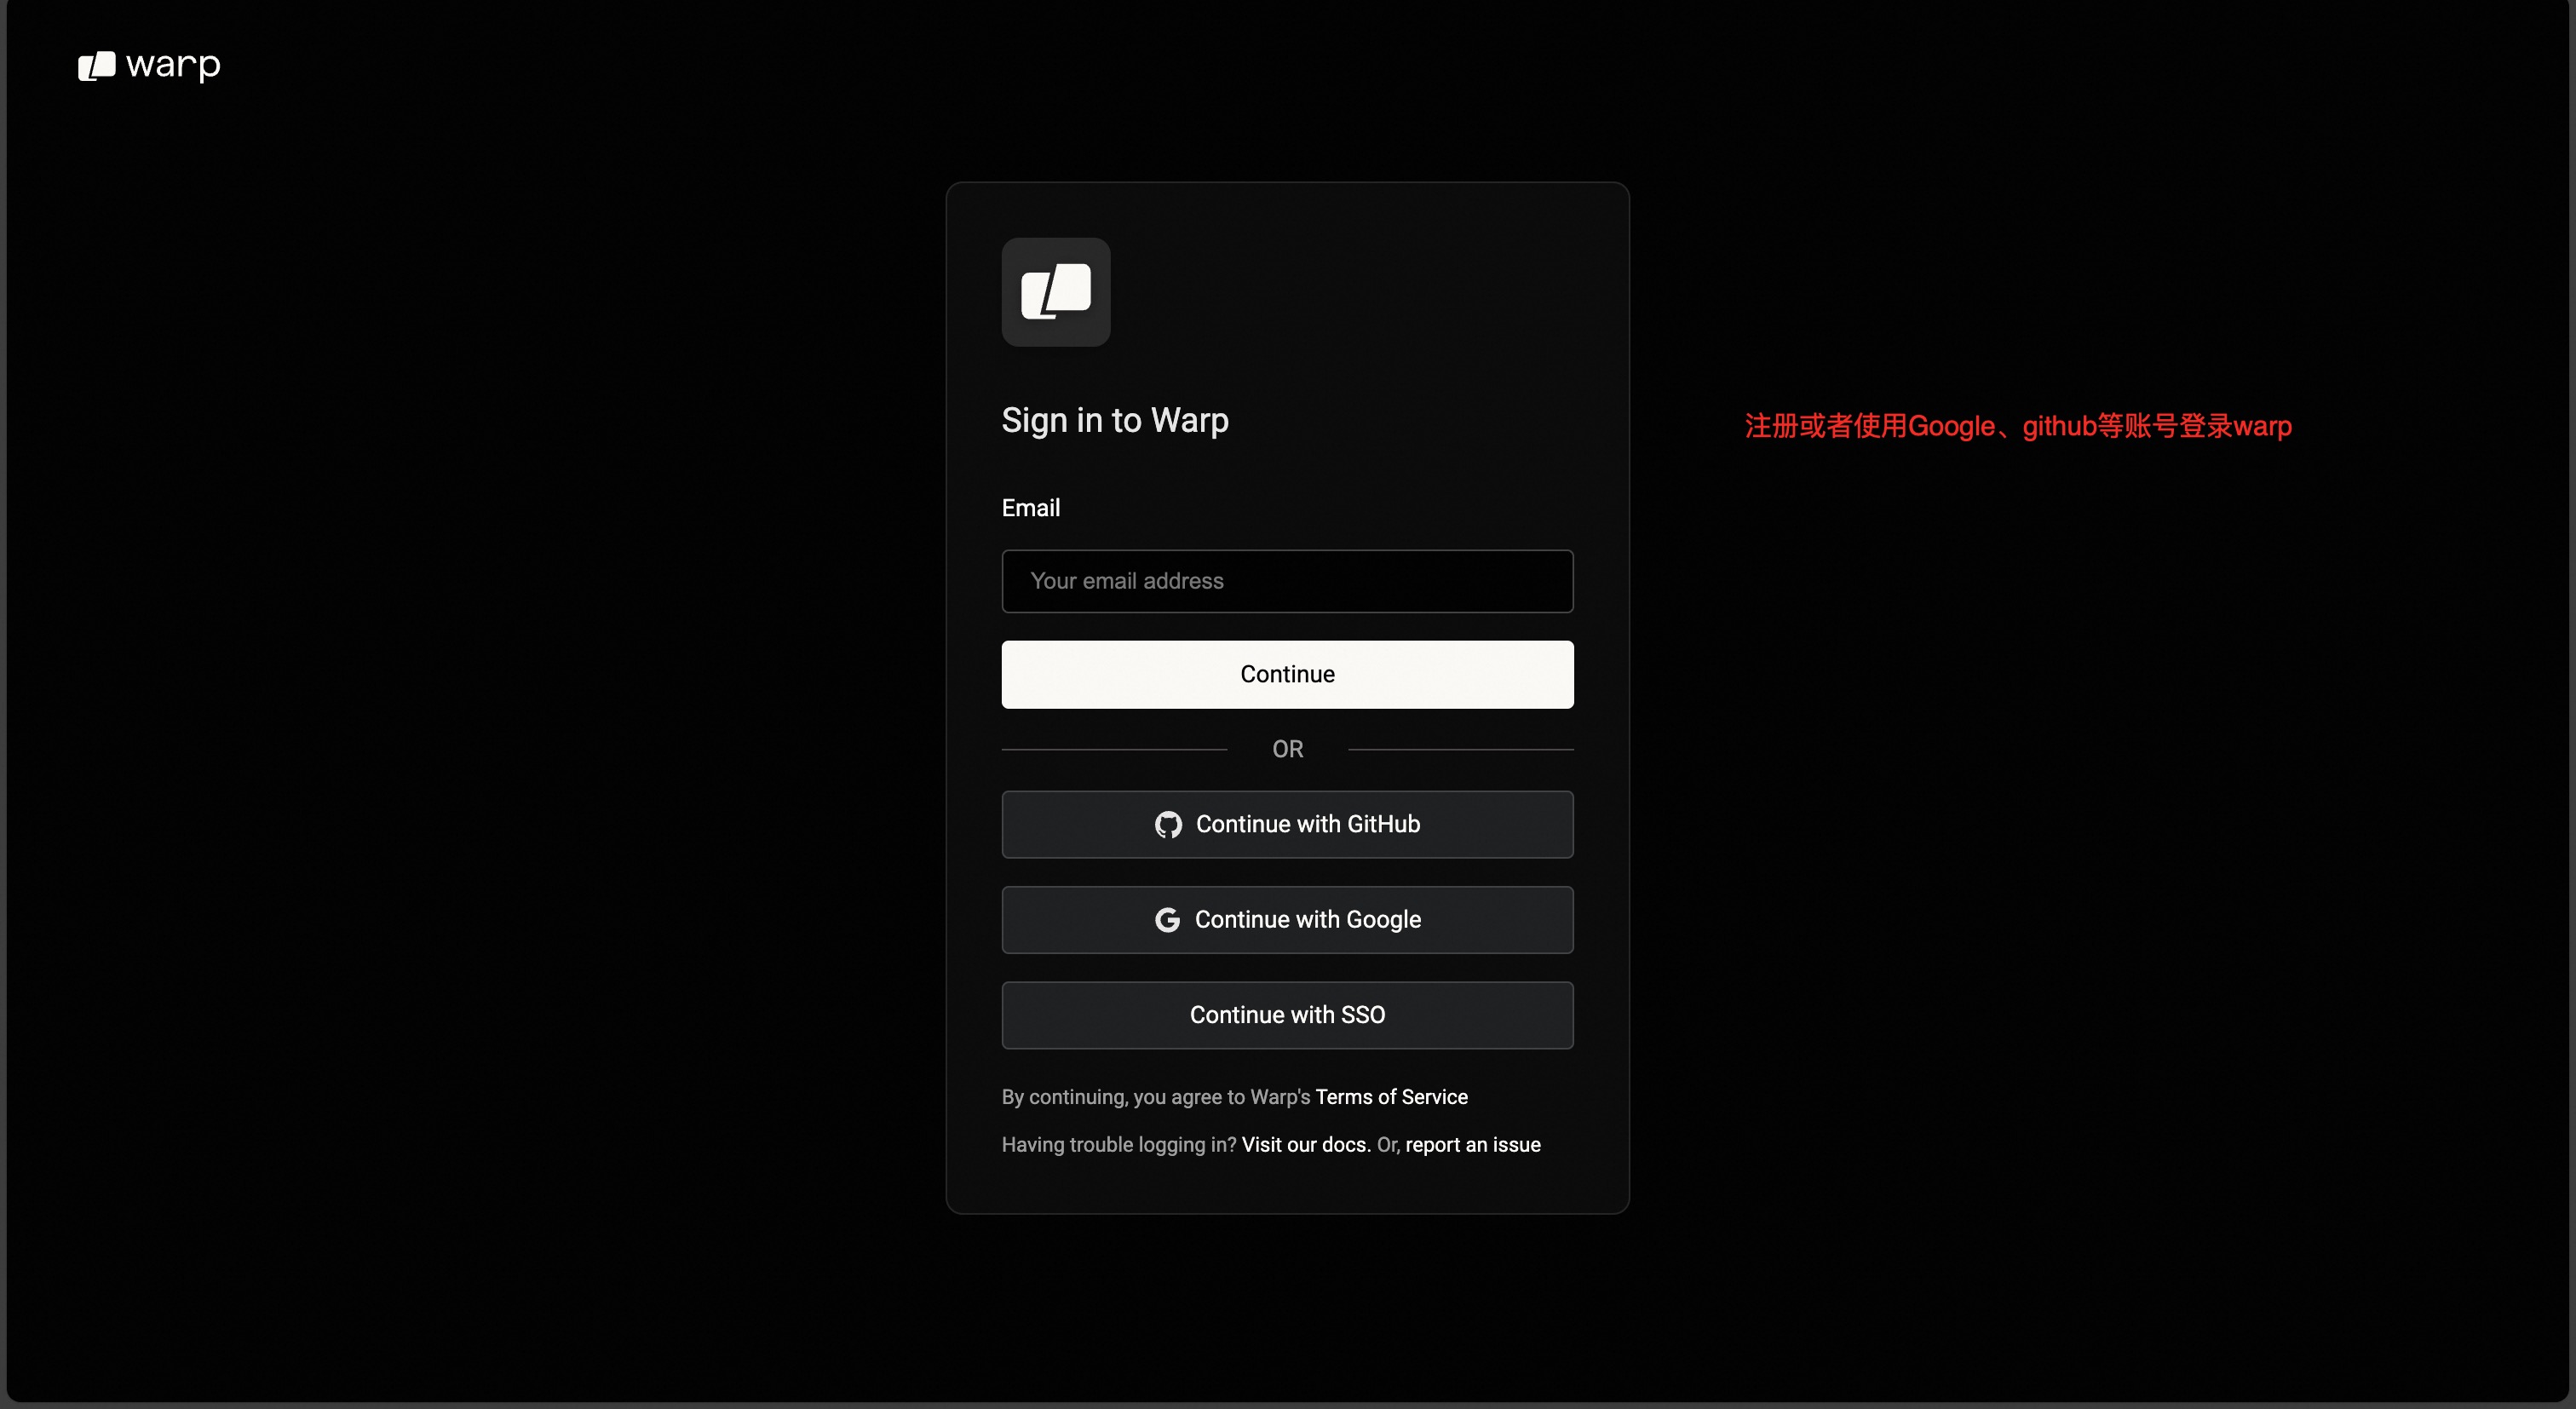 warp
Sign in to Warp
注册或者使用Google、github等账号登录warp
Email
Your email address
Continue
OR
Continue with GitHub
Continue with Google
Continue with SSO
By continuing, you agree to Warp's Terms of Service
Having trouble logging in? Visit our docs. Or, report an issue